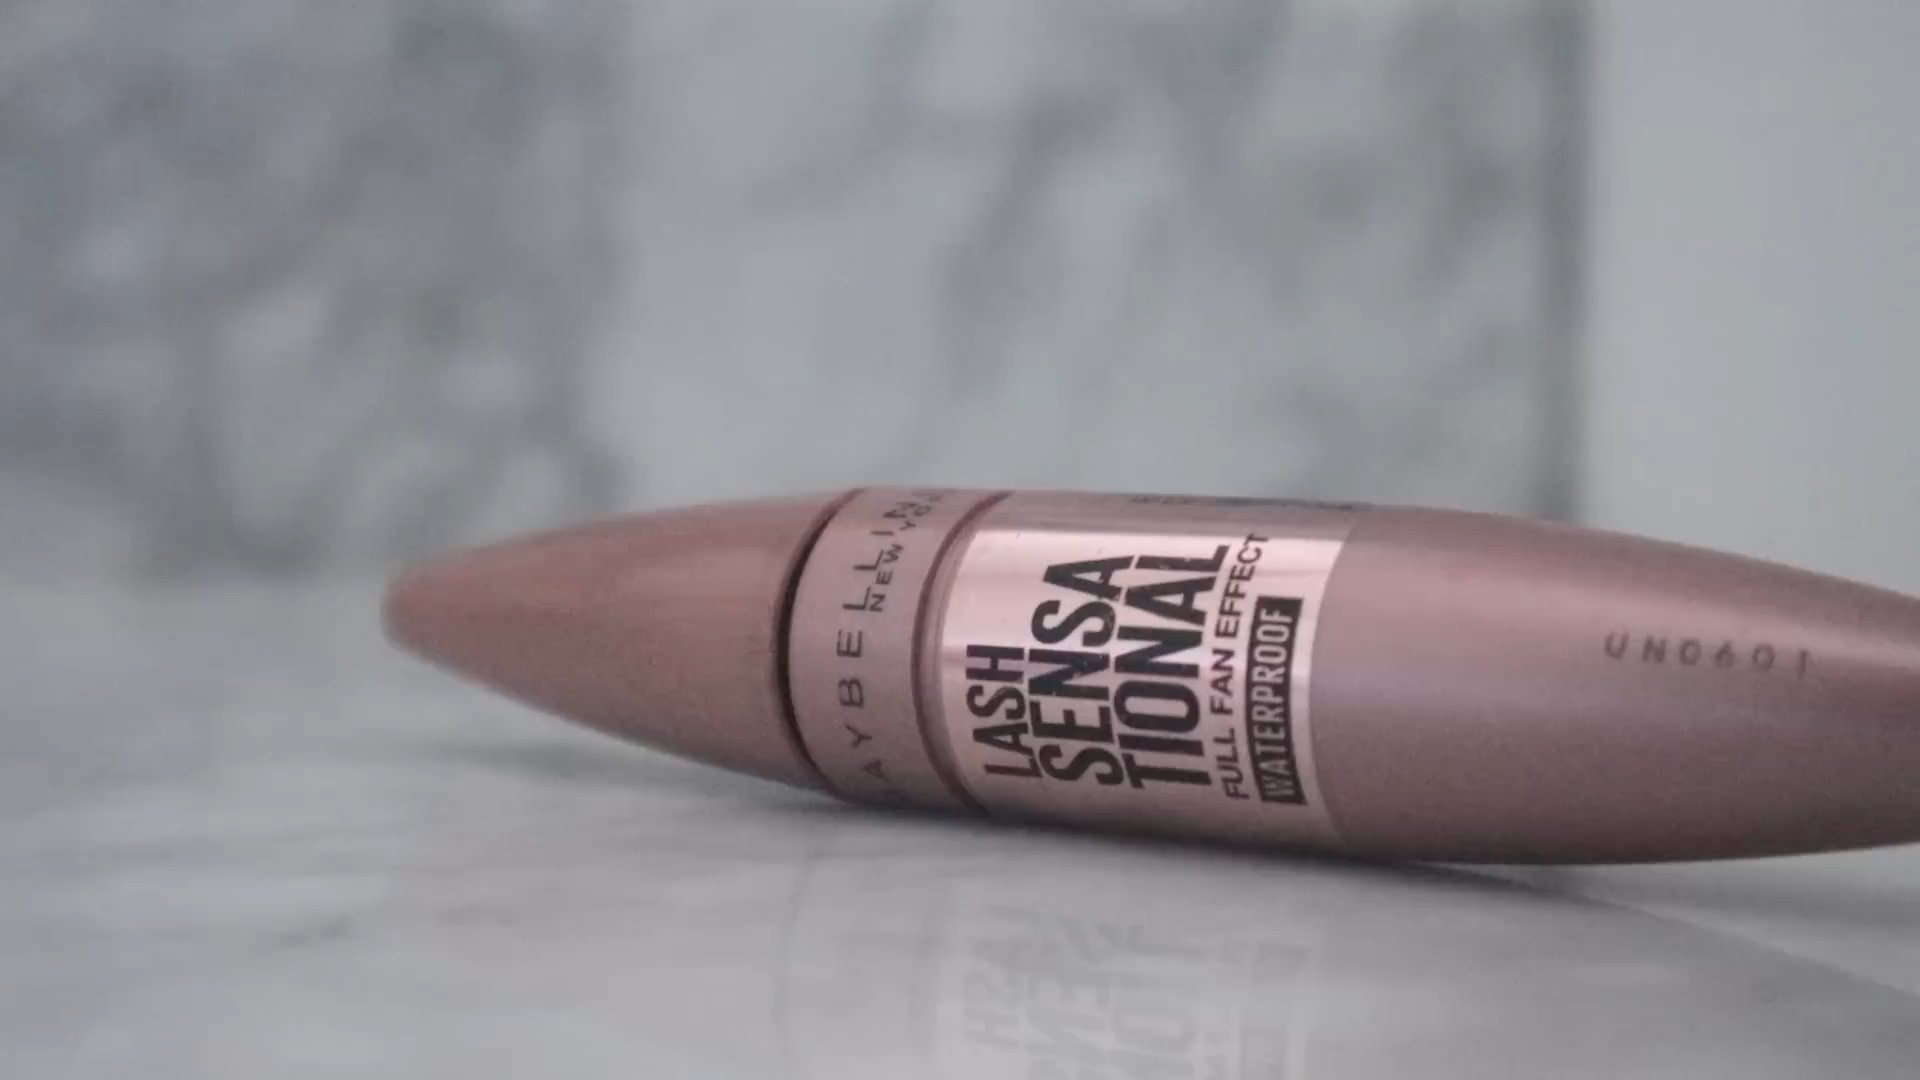 MAYBELLINE
NEW YORK
LASH
SENSA
TIONAL
FULL FAN EFFECT
WATERPROOF
UN0601